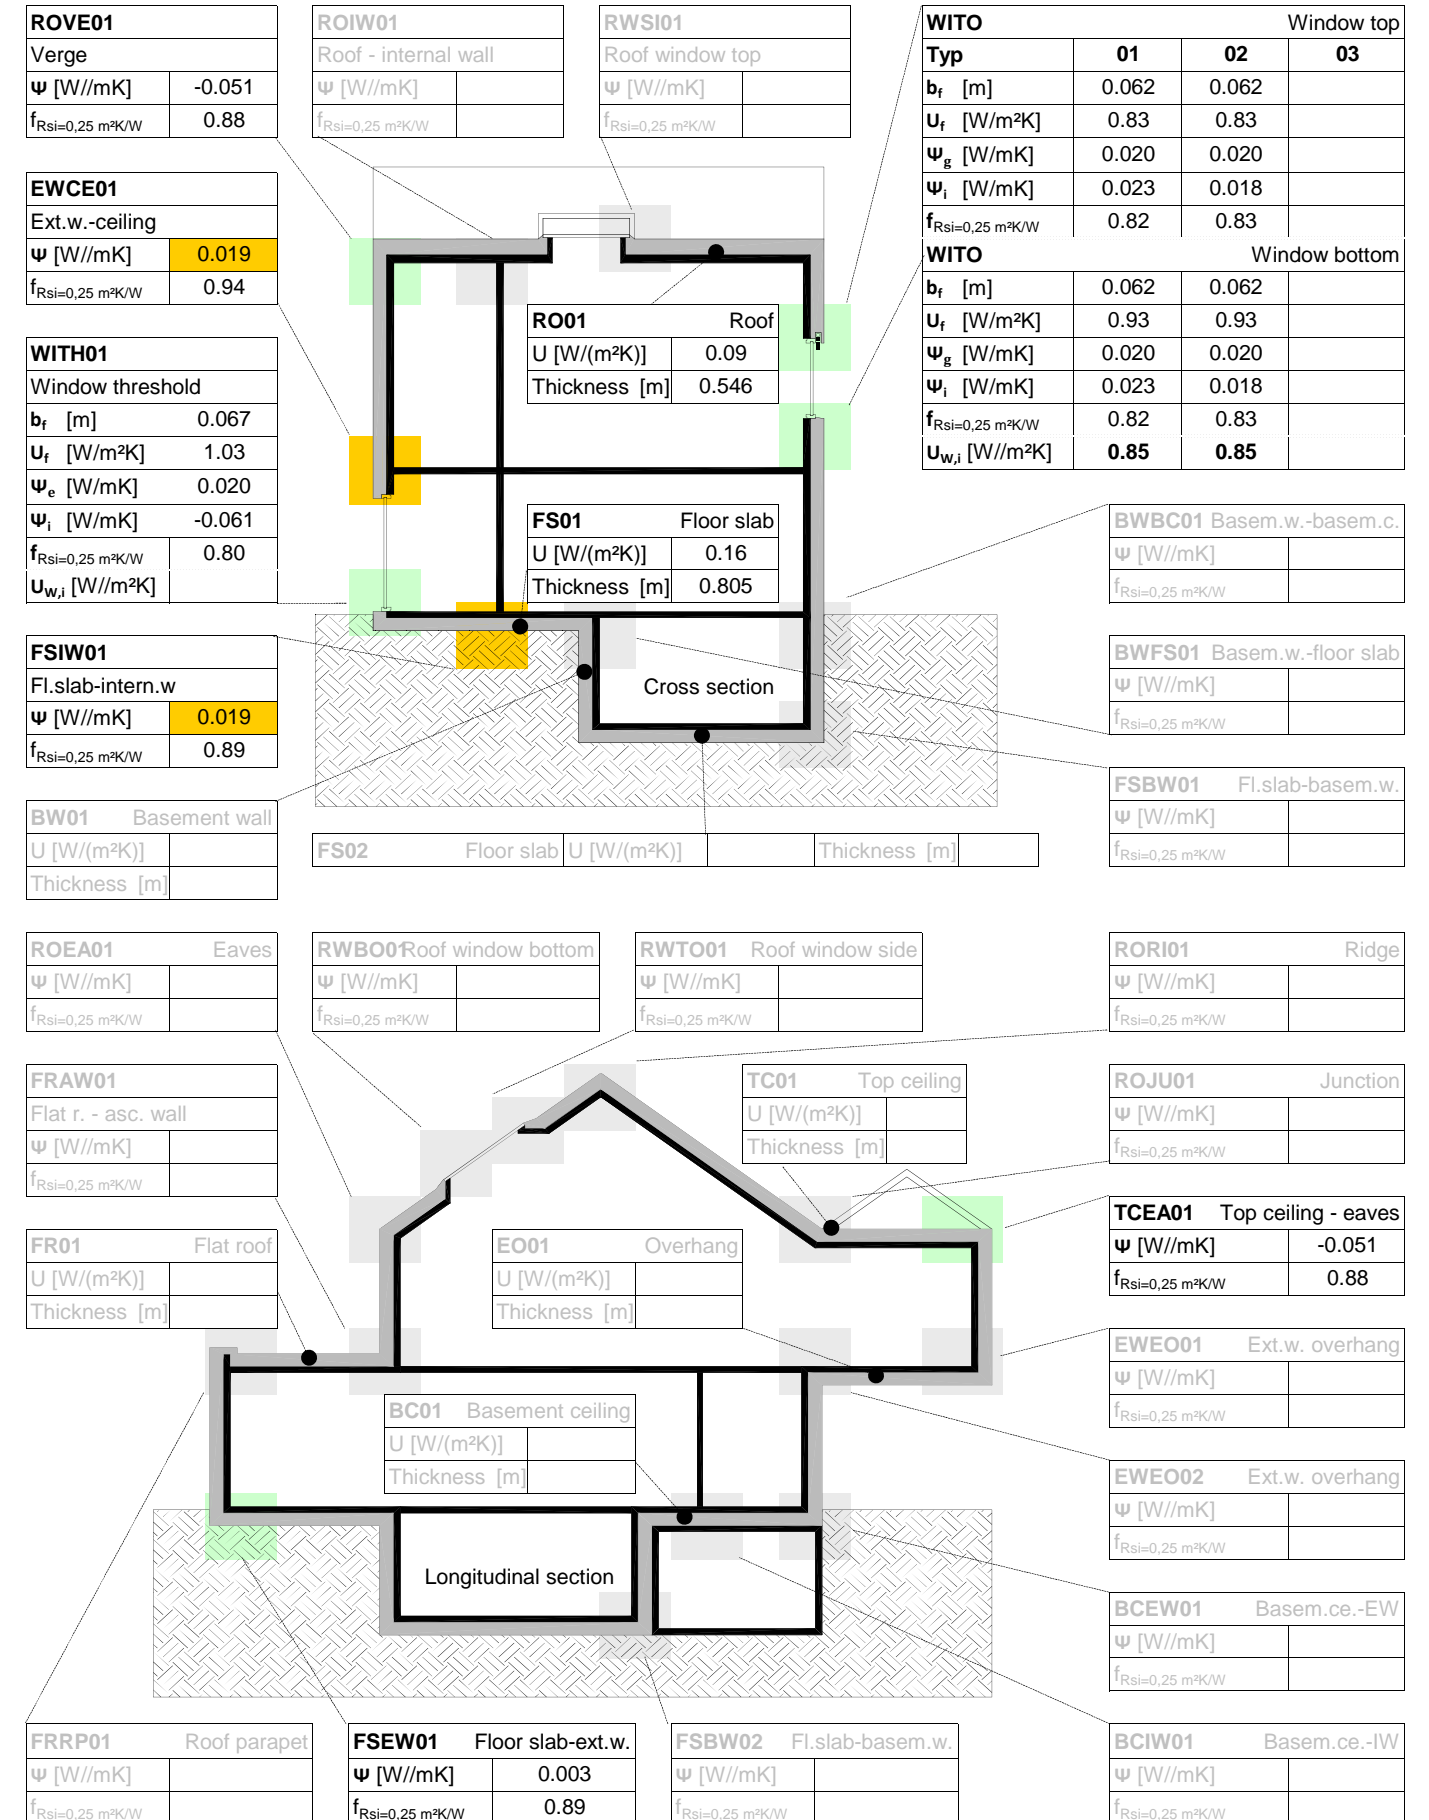 ROVE01
Verge
Ψ [W//mK] -0.051
fRsi=0,25 m²K/W 0.88
ROIW01
Roof - internal wall
Ψ [W//mK]
fRsi=0,25 m²K/W
RWSI01
Roof window top
Ψ [W//mK]
fRsi=0,25 m²K/W
WITO Window top
Typ 01 02 03
bf [m] 0.062 0.062
Uf [W/m²K] 0.83 0.83
Ψg [W/mK] 0.020 0.020
Ψi [W/mK] 0.023 0.018
fRsi=0,25 m²K/W 0.82 0.83
WITO Window bottom
bf [m] 0.062 0.062
Uf [W/m²K] 0.93 0.93
Ψg [W/mK] 0.020 0.020
Ψi [W/mK] 0.023 0.018
fRsi=0,25 m²K/W 0.82 0.83
UW,i [W//m²K] 0.85 0.85
EWCE01
Ext.w.-ceiling
Ψ [W//mK] 0.019
fRsi=0,25 m²K/W 0.94
RO01 Roof
U [W/(m²K)] 0.09
Thickness [m] 0.546
WITH01
Window threshold
bf [m] 0.067
Uf [W/m²K] 1.03
Ψe [W/mK] 0.020
Ψi [W/mK] -0.061
fRsi=0,25 m²K/W 0.80
UW,i [W//m²K]
FS01 Floor slab
U [W/(m²K)] 0.16
Thickness [m] 0.805
BWBC01 Basem.w.-basem.c.
Ψ [W//mK]
fRsi=0,25 m²K/W
FSIW01
Fl.slab-intern.w
Ψ [W//mK] 0.019
fRsi=0,25 m²K/W 0.89
Cross section
BWFS01 Basem.w.-floor slab
Ψ [W//mK]
fRsi=0,25 m²K/W
FSBW01 Fl.slab-basem.w.
Ψ [W//mK]
fRsi=0,25 m²K/W
BW01 Basement wall
U [W/(m²K)]
Thickness [m]
FS02 Floor slab U [W/(m²K)] Thickness [m]
ROEA01 Eaves
Ψ [W//mK]
fRsi=0,25 m²K/W
RWBO01 Roof window bottom
Ψ [W//mK]
fRsi=0,25 m²K/W
RWTO01 Roof window side
Ψ [W//mK]
fRsi=0,25 m²K/W
RORI01 Ridge
Ψ [W//mK]
fRsi=0,25 m²K/W
FRAW01
Flat r. - asc. wall
Ψ [W//mK]
fRsi=0,25 m²K/W
TC01 Top ceiling
U [W/(m²K)]
Thickness [m]
ROJU01 Junction
Ψ [W//mK]
fRsi=0,25 m²K/W
TCEA01 Top ceiling - eaves
Ψ [W//mK] -0.051
fRsi=0,25 m²K/W 0.88
FR01 Flat roof
U [W/(m²K)]
Thickness [m]
EO01 Overhang
U [W/(m²K)]
Thickness [m]
EWEO01 Ext.w. overhang
Ψ [W//mK]
fRsi=0,25 m²K/W
BC01 Basement ceiling
U [W/(m²K)]
Thickness [m]
EWEO02 Ext.w. overhang
Ψ [W//mK]
fRsi=0,25 m²K/W
Longitudinal section
BCEW01 Basem.ce.-EW
Ψ [W//mK]
fRsi=0,25 m²K/W
FRRP01 Roof parapet
Ψ [W//mK]
fRsi=0,25 m²K/W
FSEW01 Floor slab-ext.w.
Ψ [W//mK] 0.003
fRsi=0,25 m²K/W 0.89
FSBW02 Fl.slab-basem.w.
Ψ [W//mK]
fRsi=0,25 m²K/W
BCIW01 Basem.ce.-IW
Ψ [W//mK]
fRsi=0,25 m²K/W